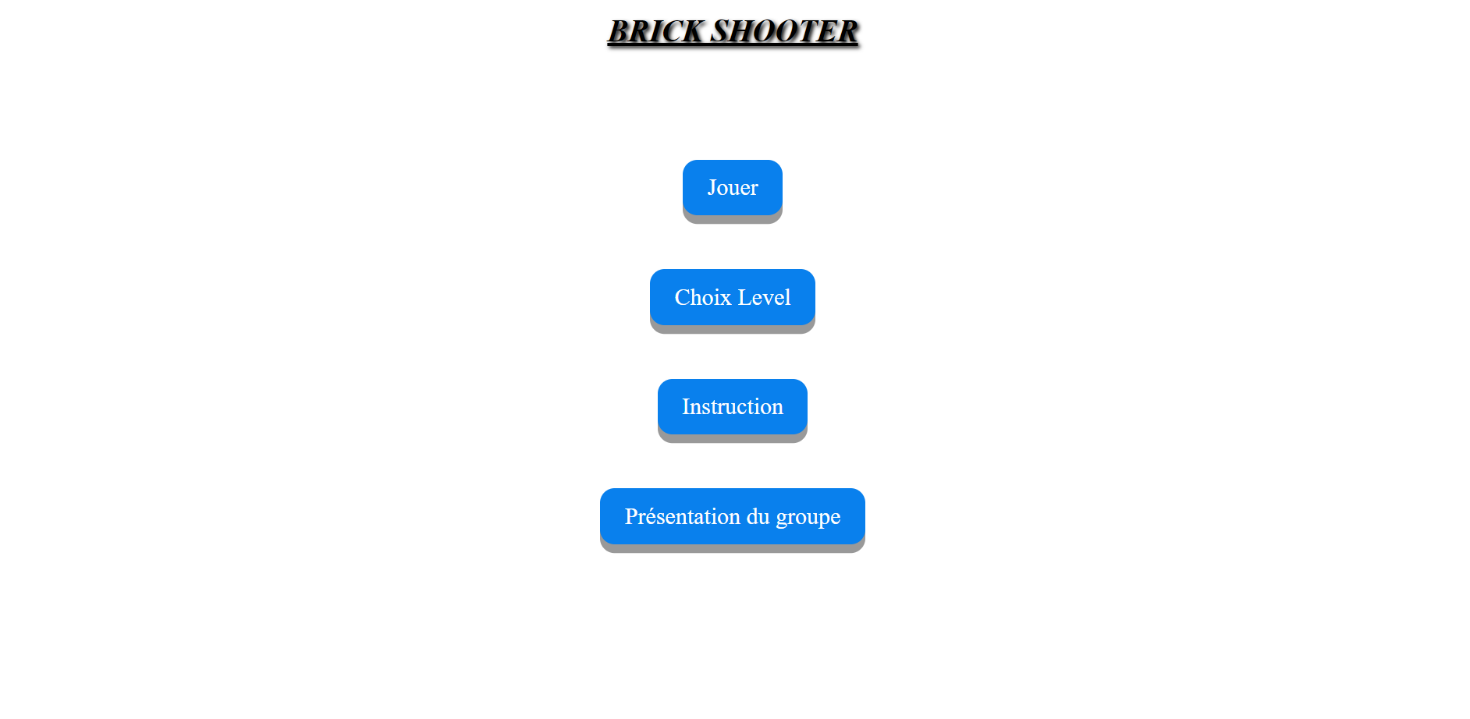 BRICK SHOOTER
Jouer
Choix Level
Instruction
Présentation du groupe